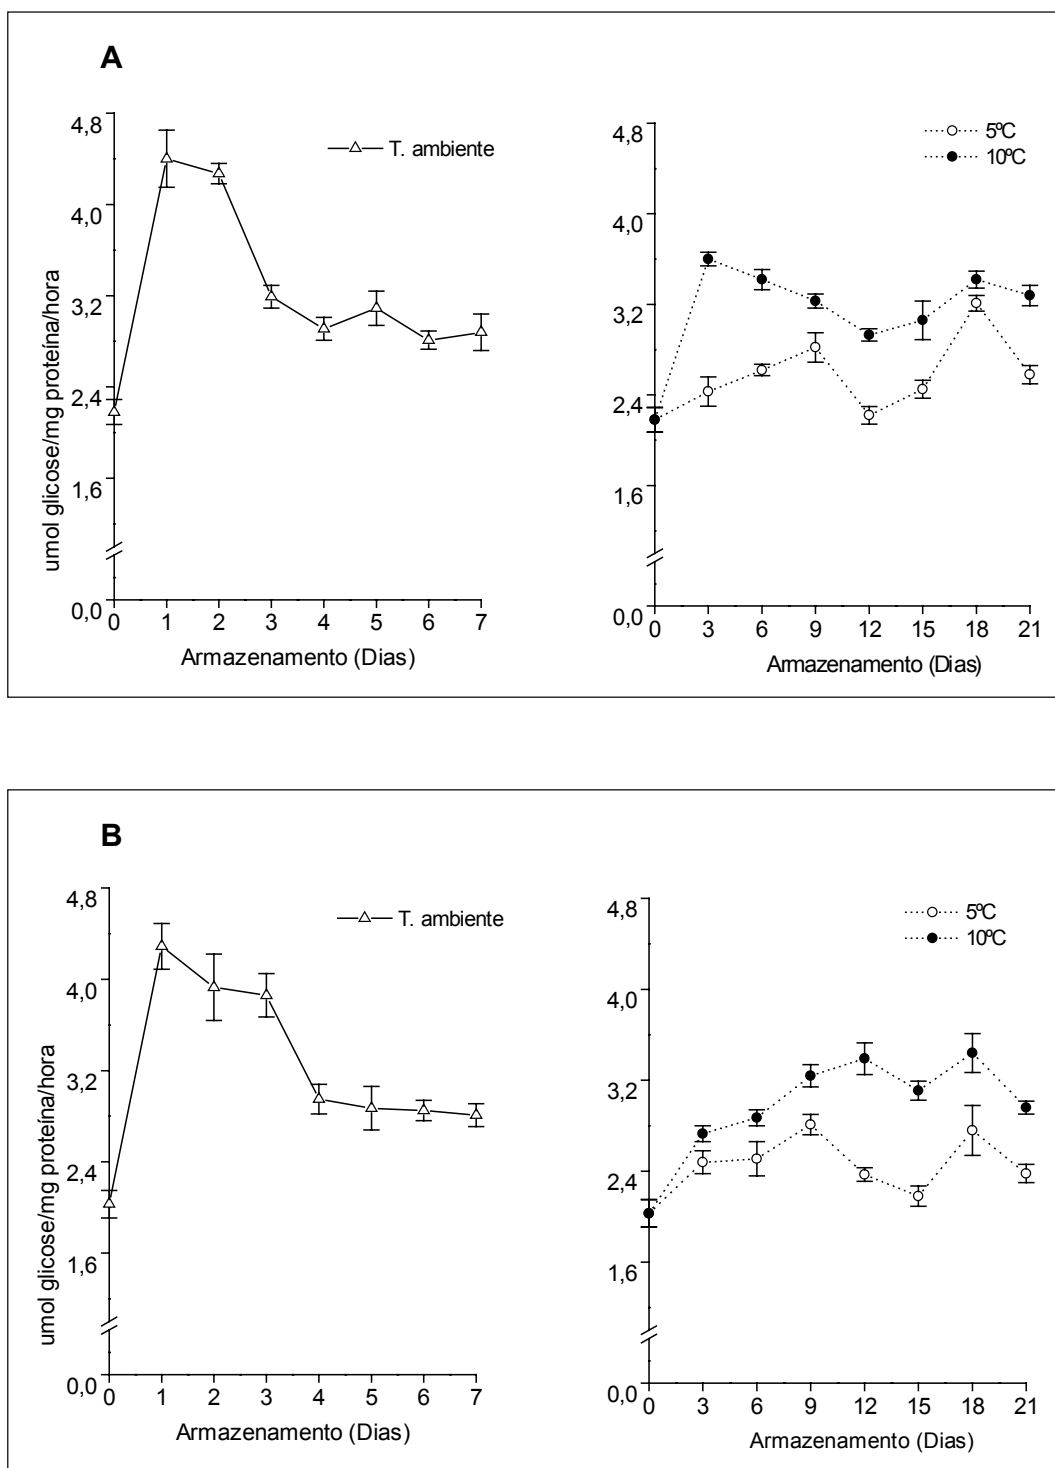 A
T. ambiente
4,8
4,0
3,2
2,4
1,6
0,0
umol glicose/mg proteína/hora
0 1 2 3 4 5 6 7
Armazenamento (Dias)
5ºC
10ºC
4,8
4,0
3,2
2,4
1,6
0,0
0 3 6 9 12 15 18 21
Armazenamento (Dias)
B
T. ambiente
4,8
4,0
3,2
2,4
1,6
0,0
umol glicose/mg proteína/hora
0 1 2 3 4 5 6 7
Armazenamento (Dias)
5ºC
10ºC
4,8
4,0
3,2
2,4
1,6
0,0
0 3 6 9 12 15 18 21
Armazenamento (Dias)